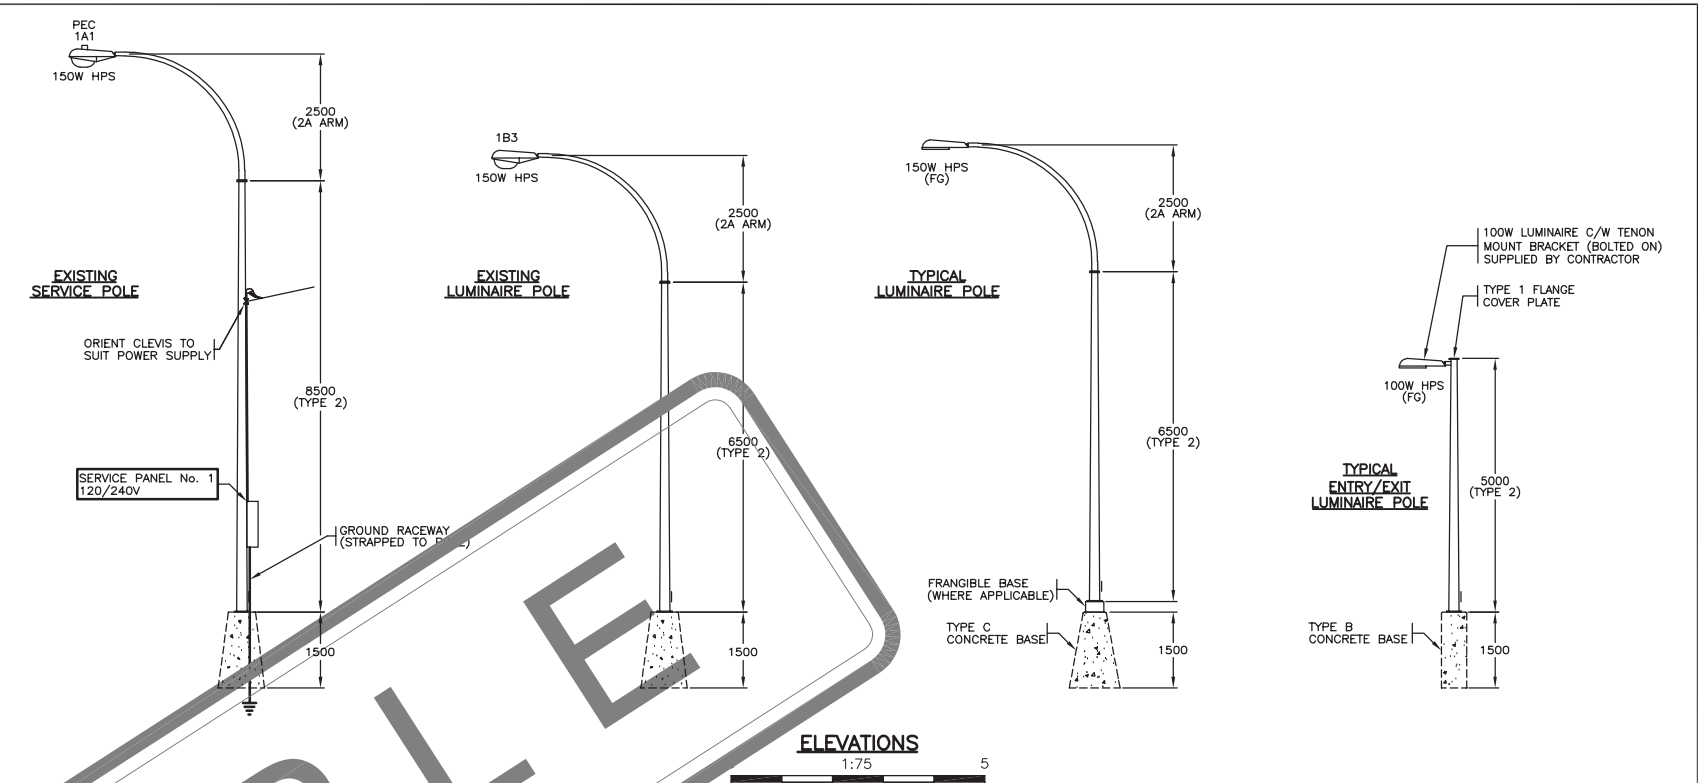 PEC
1A1
150W HPS
2500
(2A ARM)
EXISTING
SERVICE POLE
ORIENT CLEVIS TO
SUIT POWER SUPPLY
8500
(TYPE 2)
SERVICE PANEL No. 1
120/240V
GROUND RACEWAY
(STRAPPED TO
1500
1B3
150W HPS
2500
(2A ARM)
EXISTING
LUMINAIRE POLE
6500
(TYPE 2)
1500
150W HPS
(FG)
2500
(2A ARM)
TYPICAL
LUMINAIRE POLE
6500
(TYPE 2)
FRANGIBLE BASE
(WHERE APPLICABLE)
TYPE C
CONCRETE BASE
1500
100W LUMINAIRE C/W TENON
MOUNT BRACKET (BOLTED ON)
SUPPLIED BY CONTRACTOR
TYPE 1 FLANGE
COVER PLATE
100W HPS
(FG)
TYPICAL
ENTRY/EXIT
LUMINAIRE POLE
5000
(TYPE 2)
TYPE B
CONCRETE BASE
1500
ELEVATIONS
1:75 5